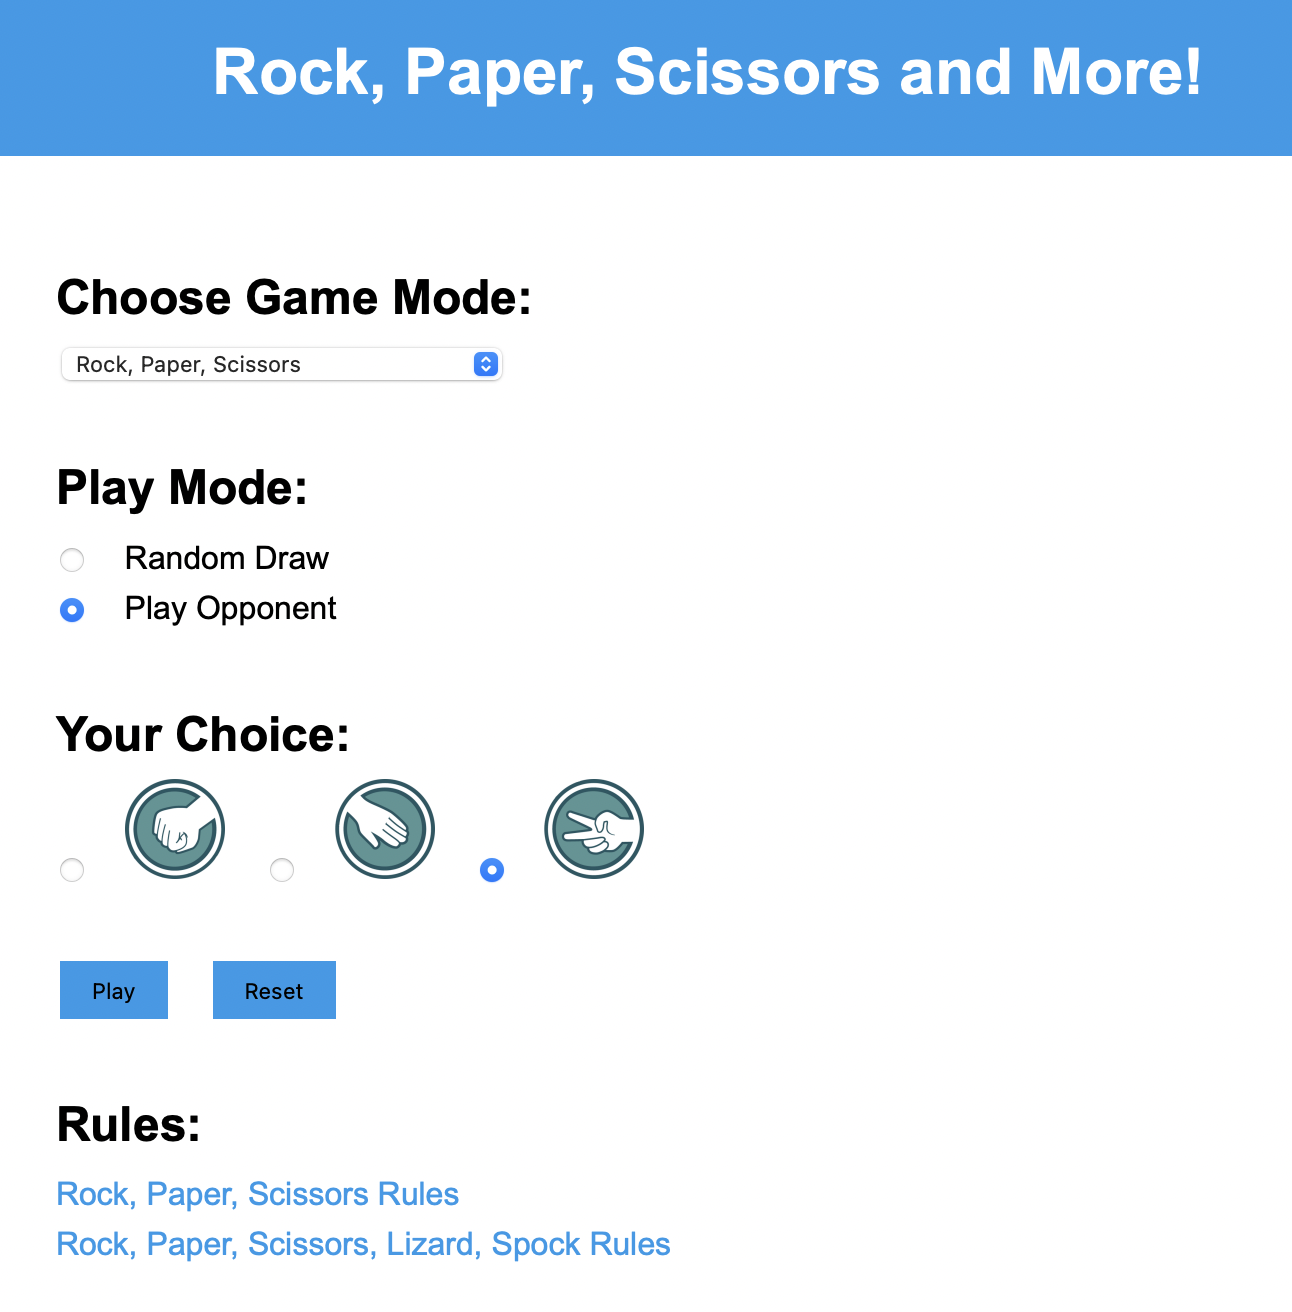 Rock, Paper, Scissors and More!
Choose Game Mode:
Rock, Paper, Scissors
Play Mode:
Random Draw
Play Opponent
Your Choice:
Play Reset
Rules:
Rock, Paper, Scissors Rules
Rock, Paper, Scissors, Lizard, Spock Rules